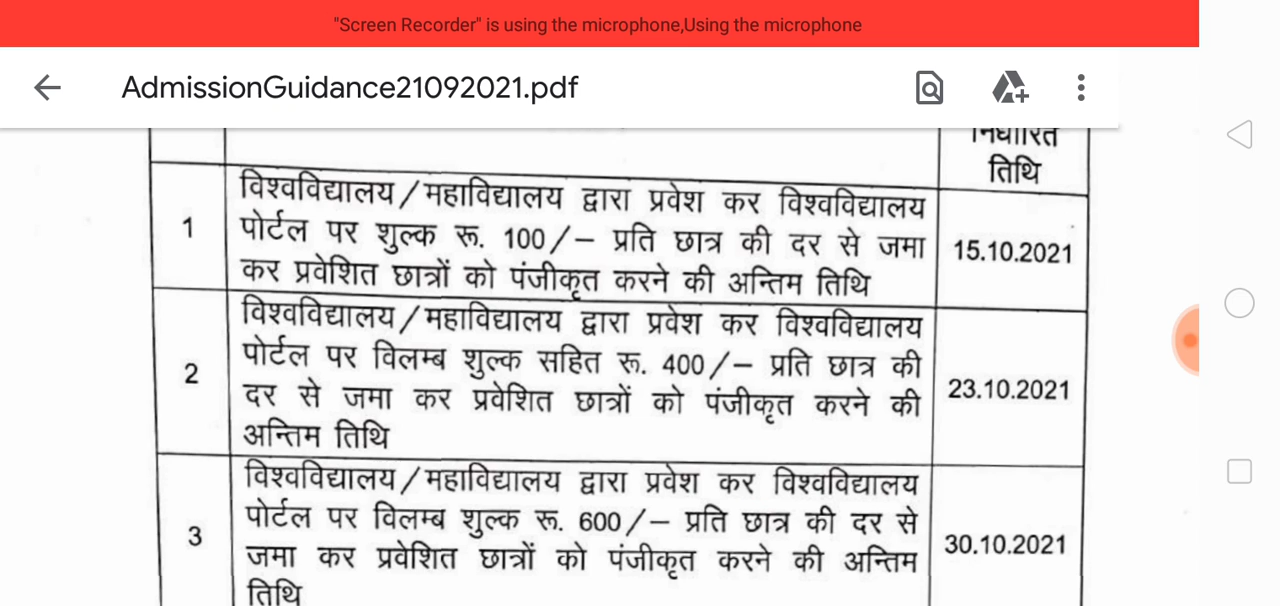 "Screen Recorder" is using the microphone,Using the microphone
AdmissionGuidance21092021.pdf
निर्धारित
तिथि
1
विश्वविद्यालय/महाविद्यालय द्वारा प्रवेश कर विश्वविद्यालय
पोर्टल पर शुल्क रू. 100/– प्रति छात्र की दर से जमा
कर प्रवेशित छात्रों को पंजीकृत करने की अन्तिम तिथि
15.10.2021
2
विश्वविद्यालय/महाविद्यालय द्वारा प्रवेश कर विश्वविद्यालय
पोर्टल पर विलम्ब शुल्क सहित रू. 400/– प्रति छात्र की
दर से जमा कर प्रवेशित छात्रों को पंजीकृत करने की
अन्तिम तिथि
23.10.2021
3
विश्वविद्यालय/महाविद्यालय द्वारा प्रवेश कर विश्वविद्यालय
पोर्टल पर विलम्ब शुल्क रू. 600/– प्रति छात्र की दर से
जमा कर प्रवेशित छात्रों को पंजीकृत करने की अन्तिम
तिथि
30.10.2021